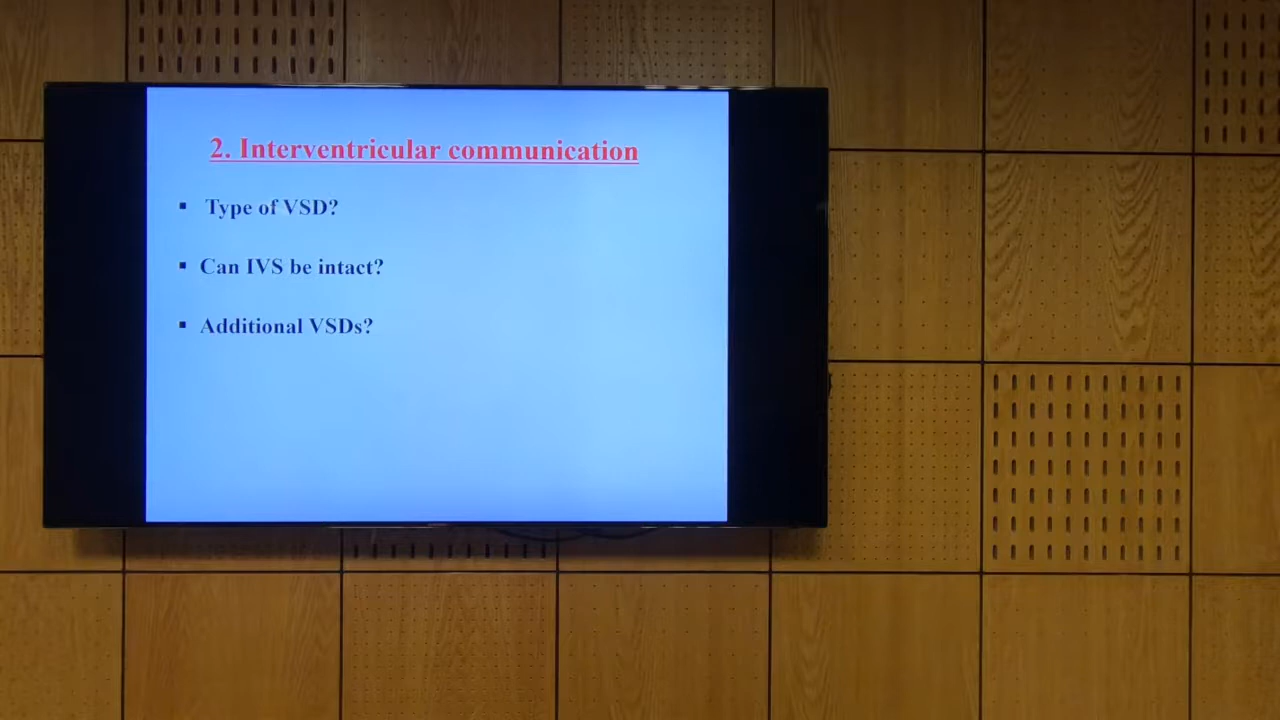 2. Interventricular communication
▪ Type of VSD?
▪ Can IVS be intact?
▪ Additional VSDs?